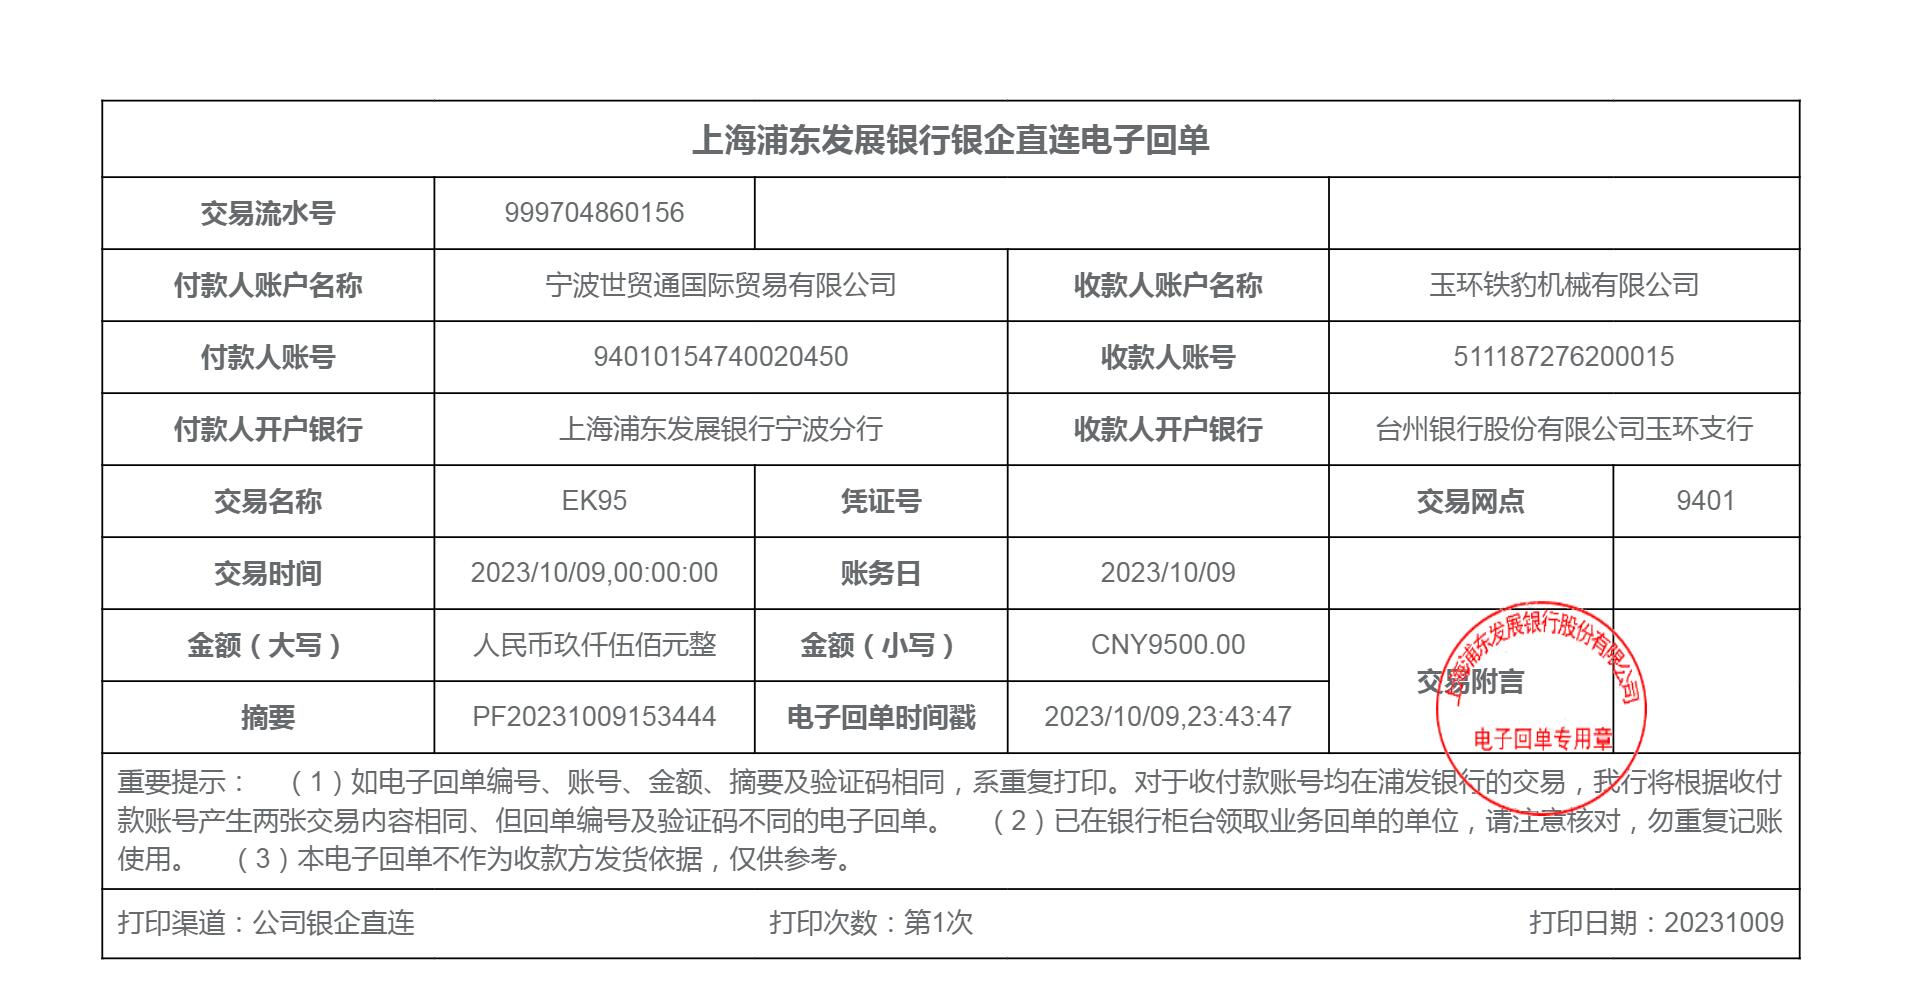 上海浦东发展银行银企直连电子回单
交易流水号 999704860156
付款人账户名称 宁波世贸通国际贸易有限公司 收款人账户名称 玉环铁豹机械有限公司
付款人账号 94010154740020450 收款人账号 511187276200015
付款人开户银行 上海浦东发展银行宁波分行 收款人开户银行 台州银行股份有限公司玉环支行
交易名称 EK95 凭证号 交易网点 9401
交易时间 2023/10/09,00:00:00 账务日 2023/10/09
金额（大写） 人民币玖仟伍佰元整 金额（小写） CNY9500.00
交易附言
摘要 PF20231009153444 电子回单时间戳 2023/10/09,23:43:47
上海浦东发展银行股份有限公司
电子回单专用章
重要提示： （1）如电子回单编号、账号、金额、摘要及验证码相同，系重复打印。对于收付款账号均在浦发银行的交易，我行将根据收付
款账号产生两张交易内容相同、但回单编号及验证码不同的电子回单。 （2）已在银行柜台领取业务回单的单位，请注意核对，勿重复记账
使用。 （3）本电子回单不作为收款方发货依据，仅供参考。
打印渠道：公司银企直连 打印次数：第1次 打印日期：20231009